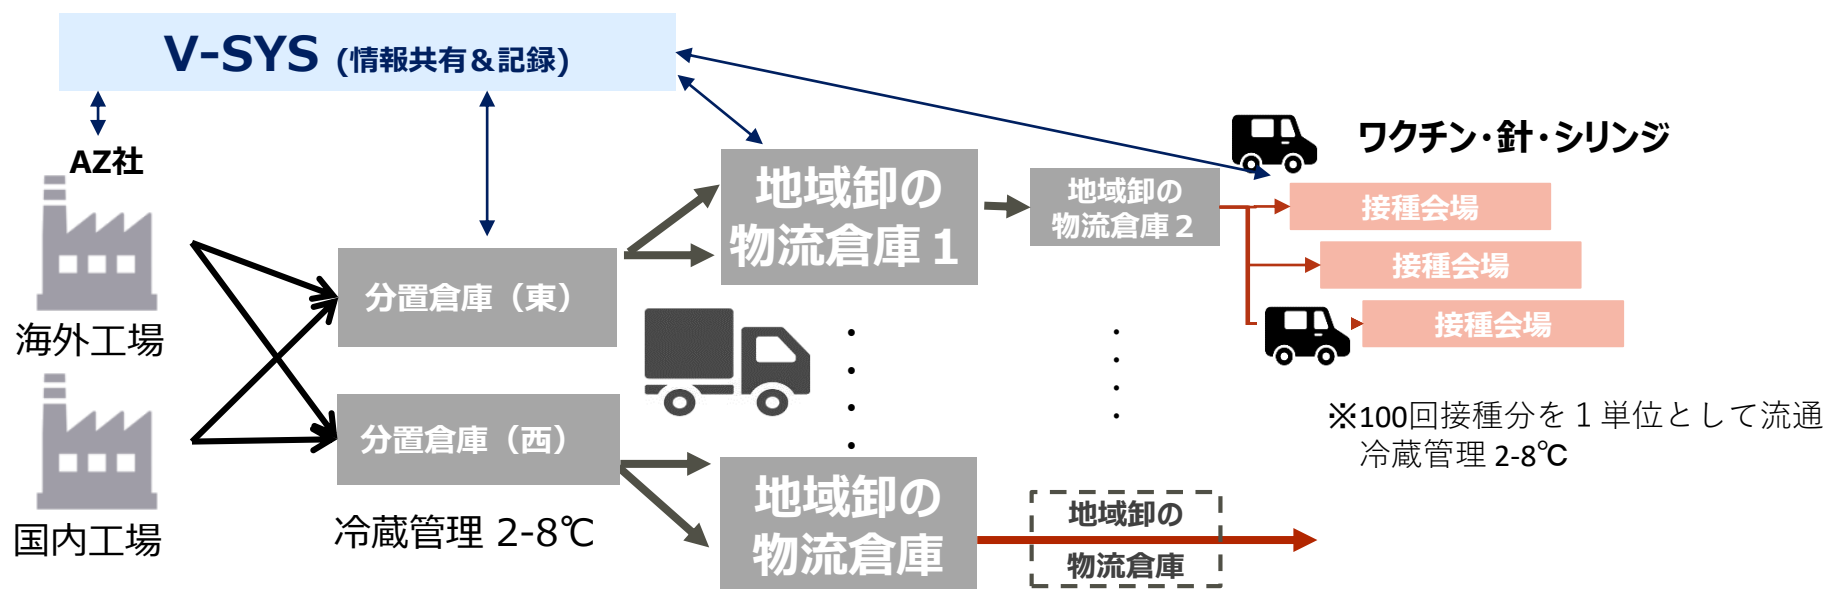 V-SYS (情報共有＆記録)
AZ社
海外工場
国内工場
分置倉庫（東）
分置倉庫（西）
冷蔵管理 2-8℃
地域卸の
物流倉庫１
地域卸の
物流倉庫２
ワクチン・針・シリンジ
接種会場
接種会場
接種会場
※100回接種分を１単位として流通
冷蔵管理 2-8℃
地域卸の
物流倉庫
地域卸の
物流倉庫